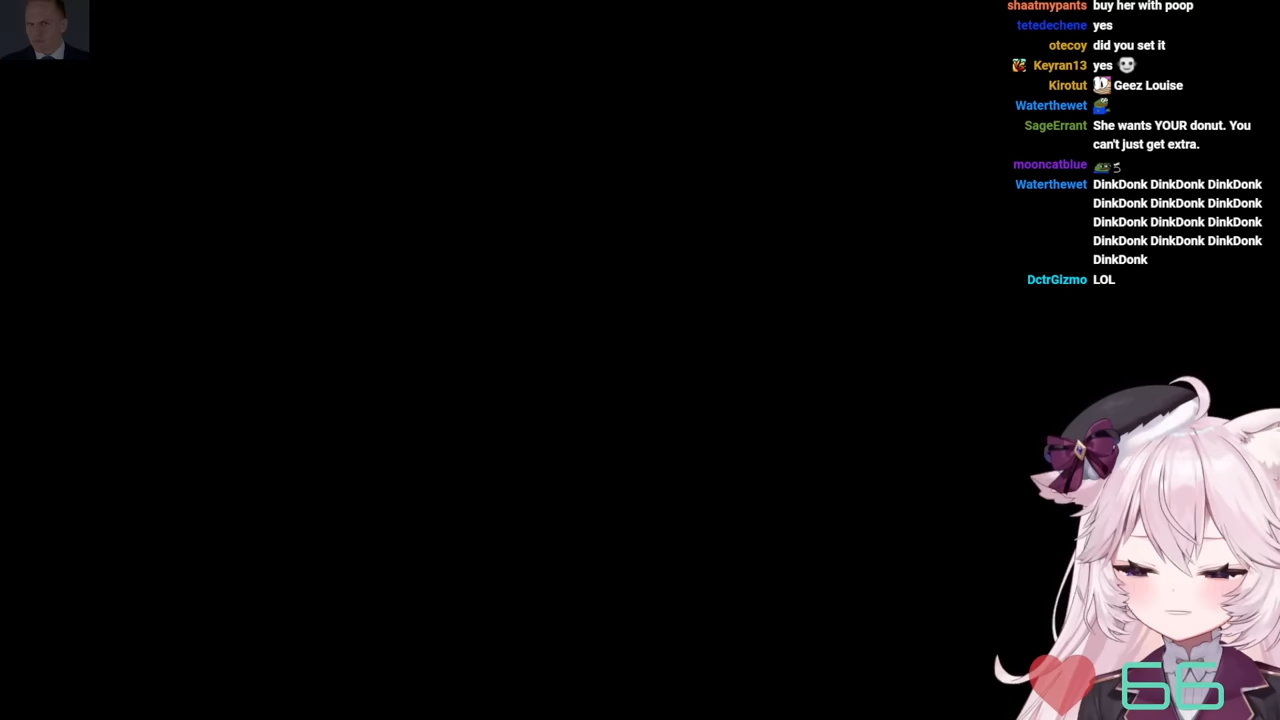 shaatmypants buy her with poop
tetedechene yes
otecoy did you set it
Keyran13 yes
Kirotut Geez Louise
Waterthewet
SageErrant She wants YOUR donut. You
can't just get extra.
mooncatblue
Waterthewet DinkDonk DinkDonk DinkDonk
DinkDonk DinkDonk DinkDonk
DinkDonk DinkDonk DinkDonk
DinkDonk DinkDonk DinkDonk
DinkDonk
DctrGizmo LOL
66